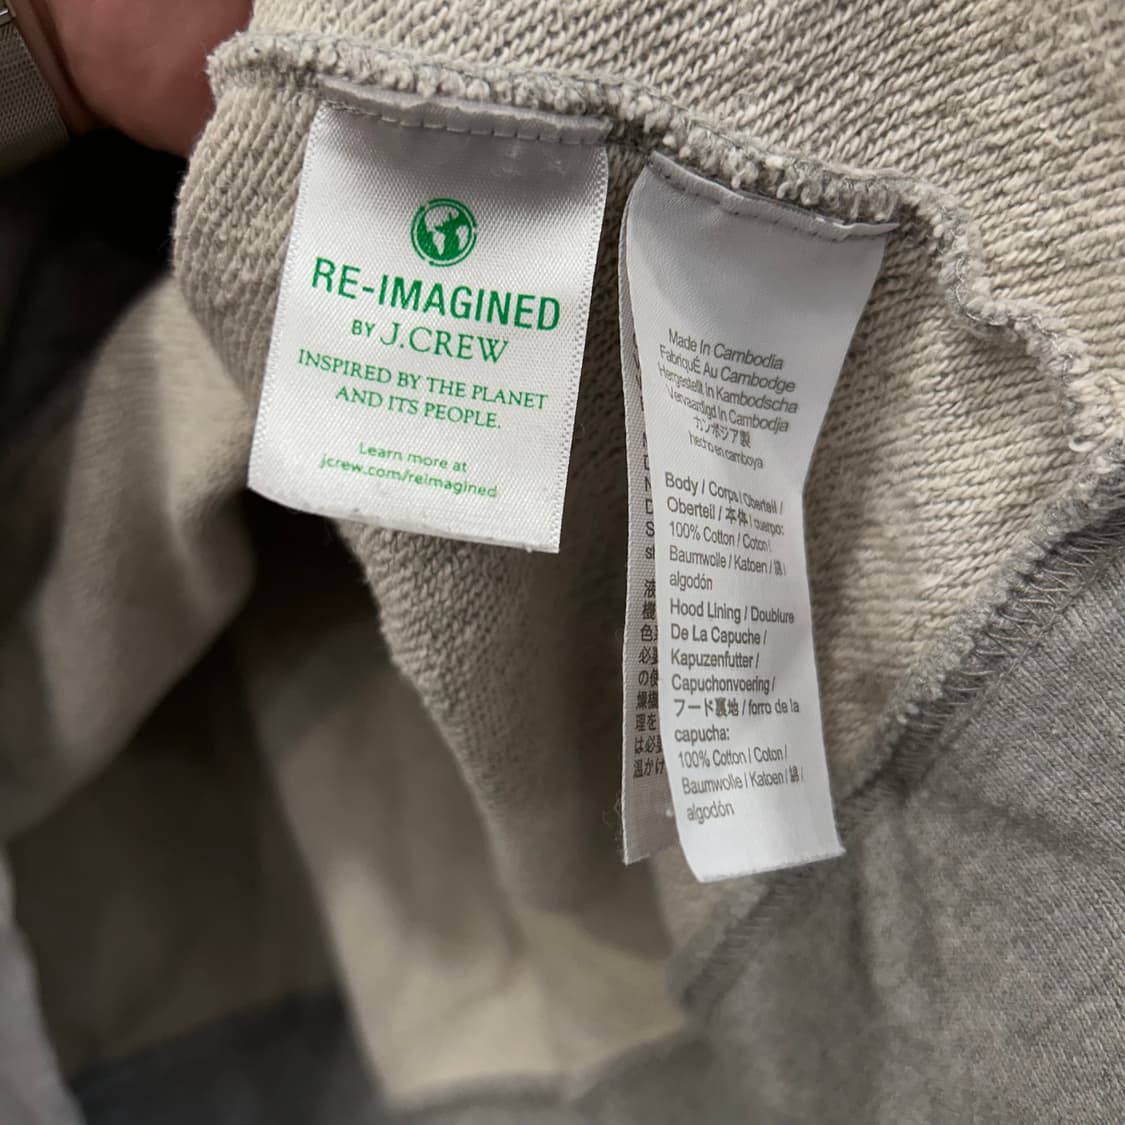 RE-IMAGINED
BY J.CREW
INSPIRED BY THE PLANET
AND ITS PEOPLE.
Learn more at
jcrew.com/reimagined
Made In Cambodia
FabriquÉ Au Cambodge
Hergestellt In Kambodscha
Vervaardigd In Cambodja
カンボジア製
hecho en camboya
Body / Corps / Oberteil /
Oberteil / 本体 / cuerpo:
100% Cotton / Coton /
Baumwolle / Katoen / 綿 /
algodón
Hood Lining / Doublure
De La Capuche /
Kapuzenfutter /
Capuchonvoering /
フード裏地 / forro de la
capucha:
100% Cotton / Coton /
Baumwolle / Katoen / 綿 /
algodón